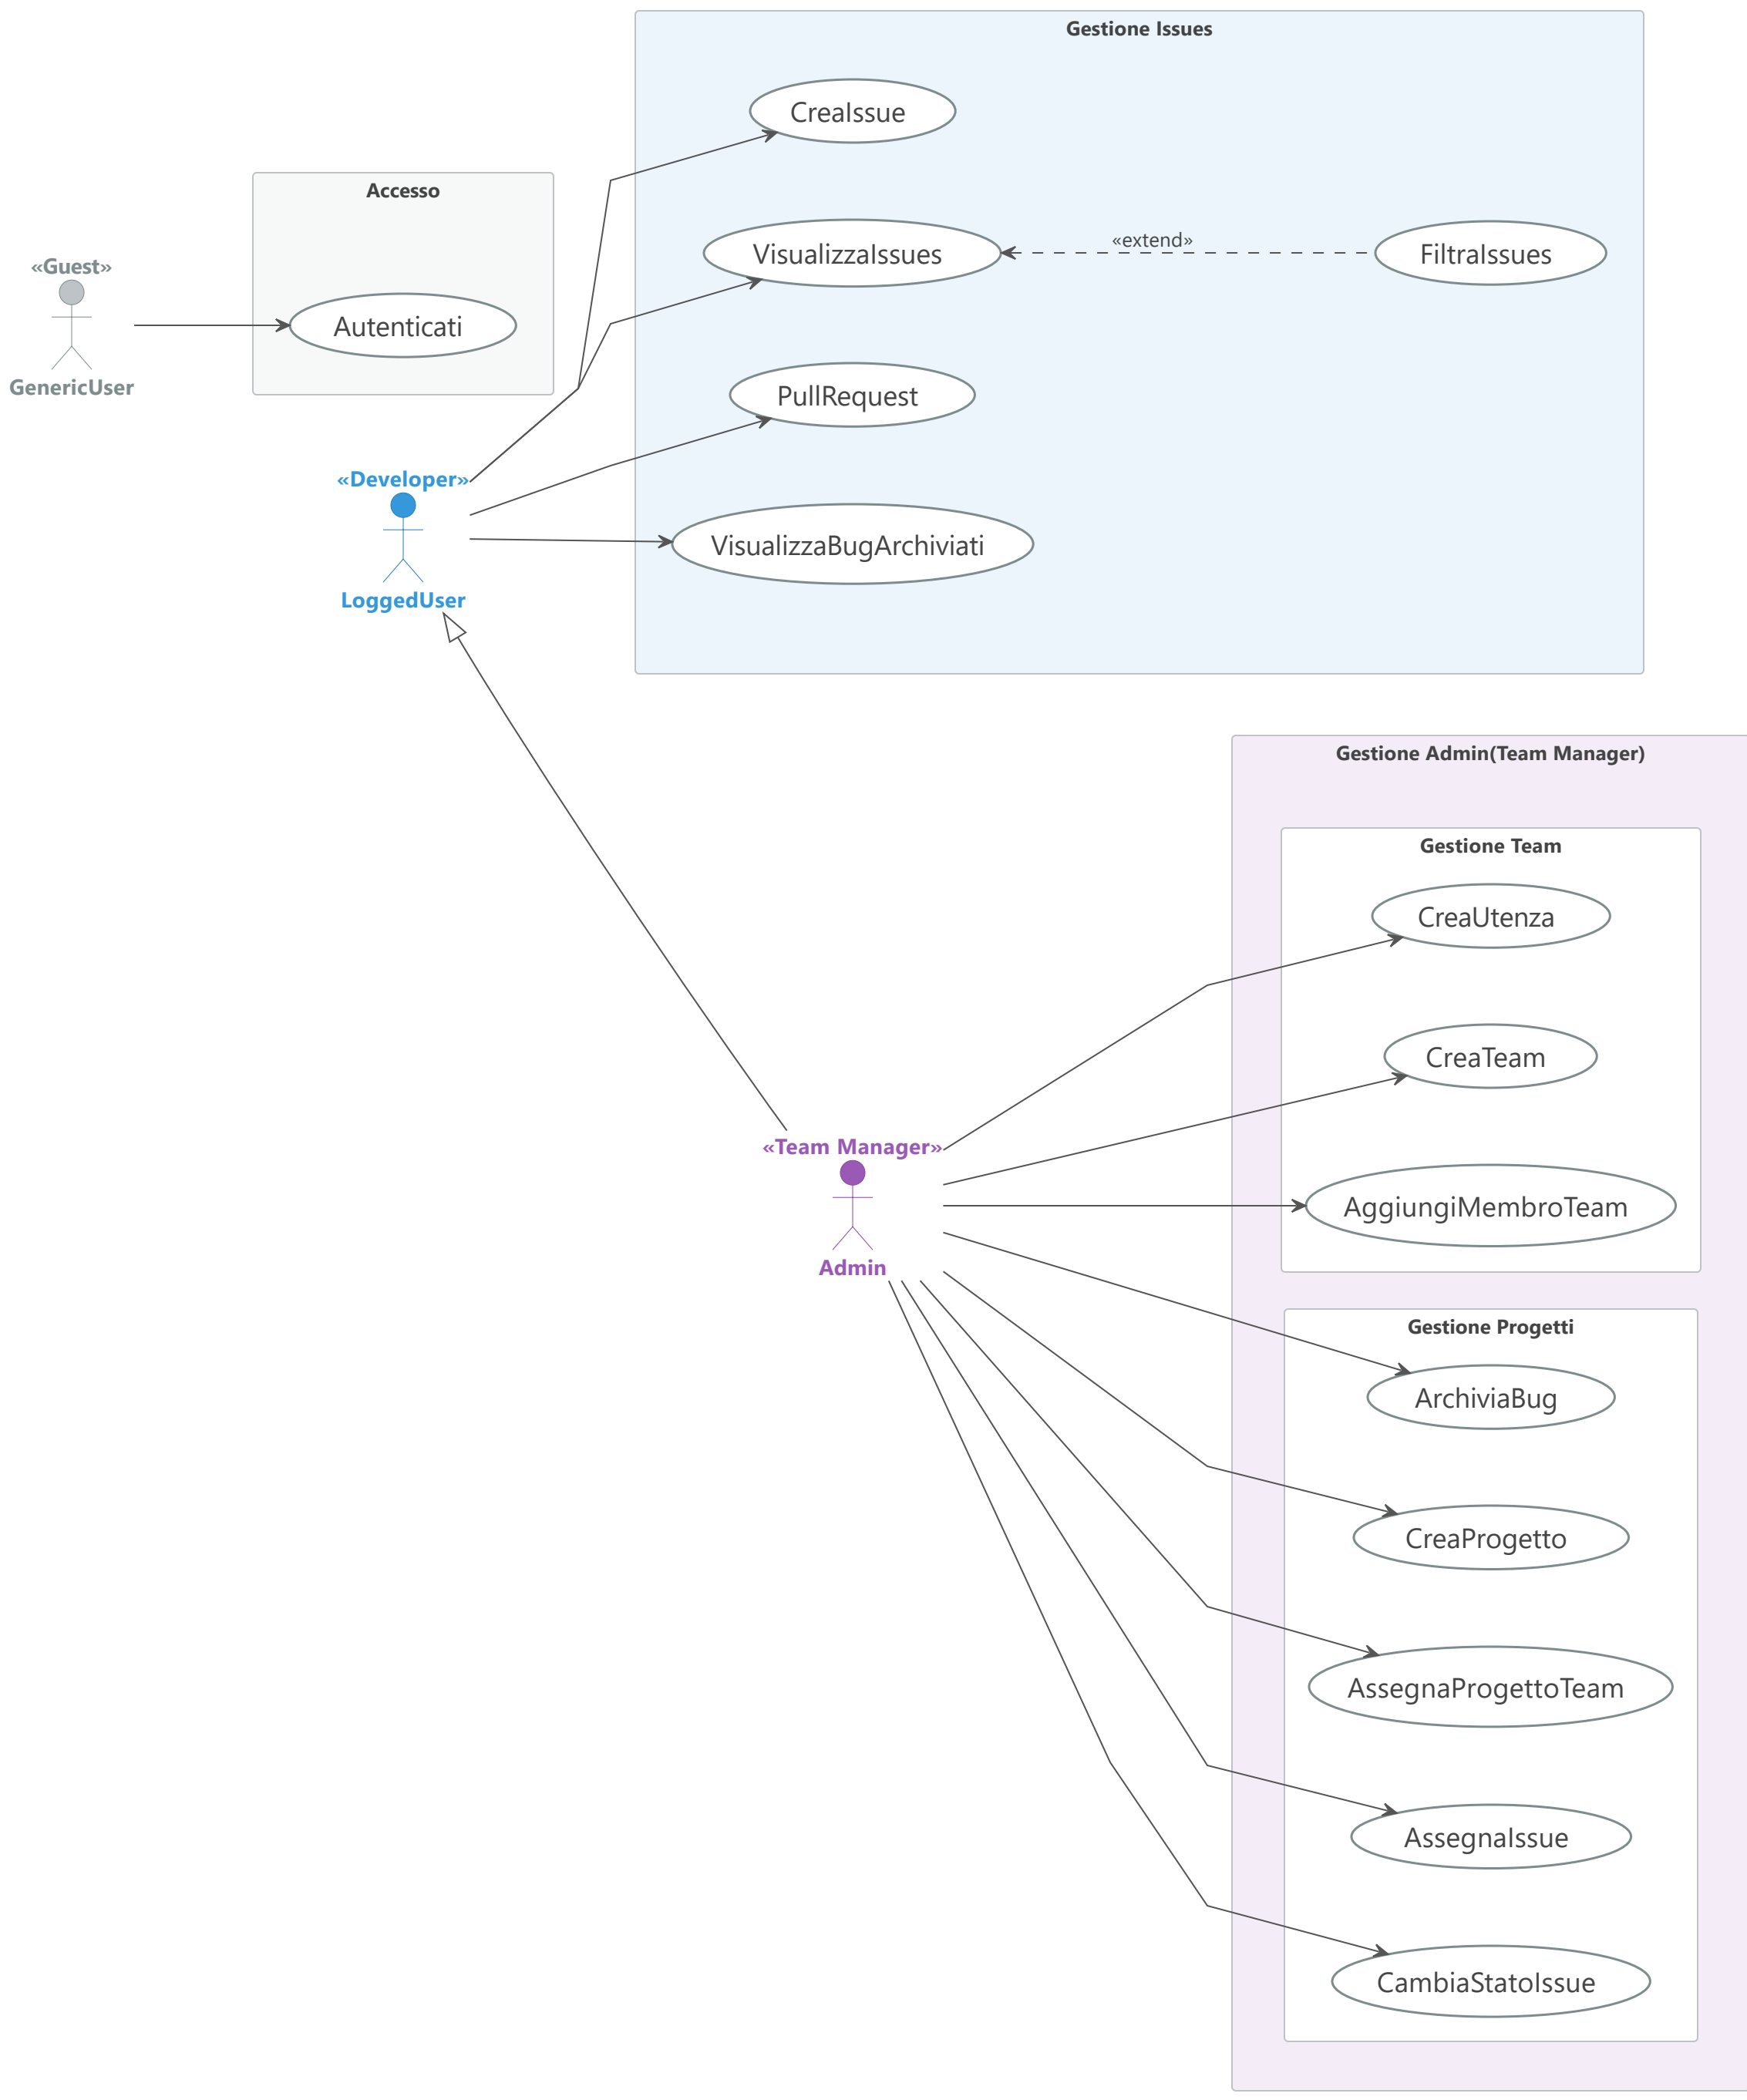 Gestione Issues
CreaIssue
Accesso
VisualizzaIssues
«extend»
FiltraIssues
«Guest»
GenericUser
Autenticati
PullRequest
«Developer»
LoggedUser
VisualizzaBugArchiviati
Gestione Admin(Team Manager)
Gestione Team
CreaUtenza
CreaTeam
«Team Manager»
Admin
AggiungiMembroTeam
Gestione Progetti
ArchiviaBug
CreaProgetto
AssegnaProgettoTeam
AssegnaIssue
CambiaStatoIssue